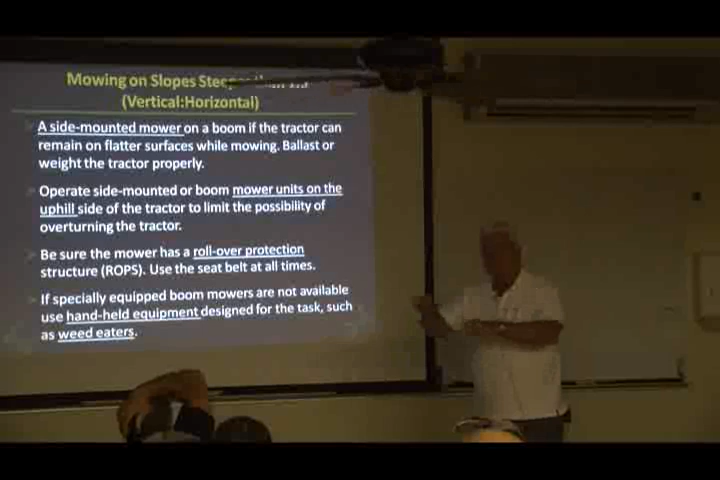 Mowing on Slopes
(Vertical:Horizontal)
A side-mounted mower on a boom if the tractor can
remain on flatter surfaces while mowing. Ballast or
weight the tractor properly.
Operate side-mounted or boom mower units on the
uphill side of the tractor to limit the possibility of
overturning the tractor.
Be sure the mower has a roll-over protection
structure (ROPS). Use the seat belt at all times.
If specially equipped boom mowers are not available
use hand-held equipment designed for the task, such
as weed eaters.